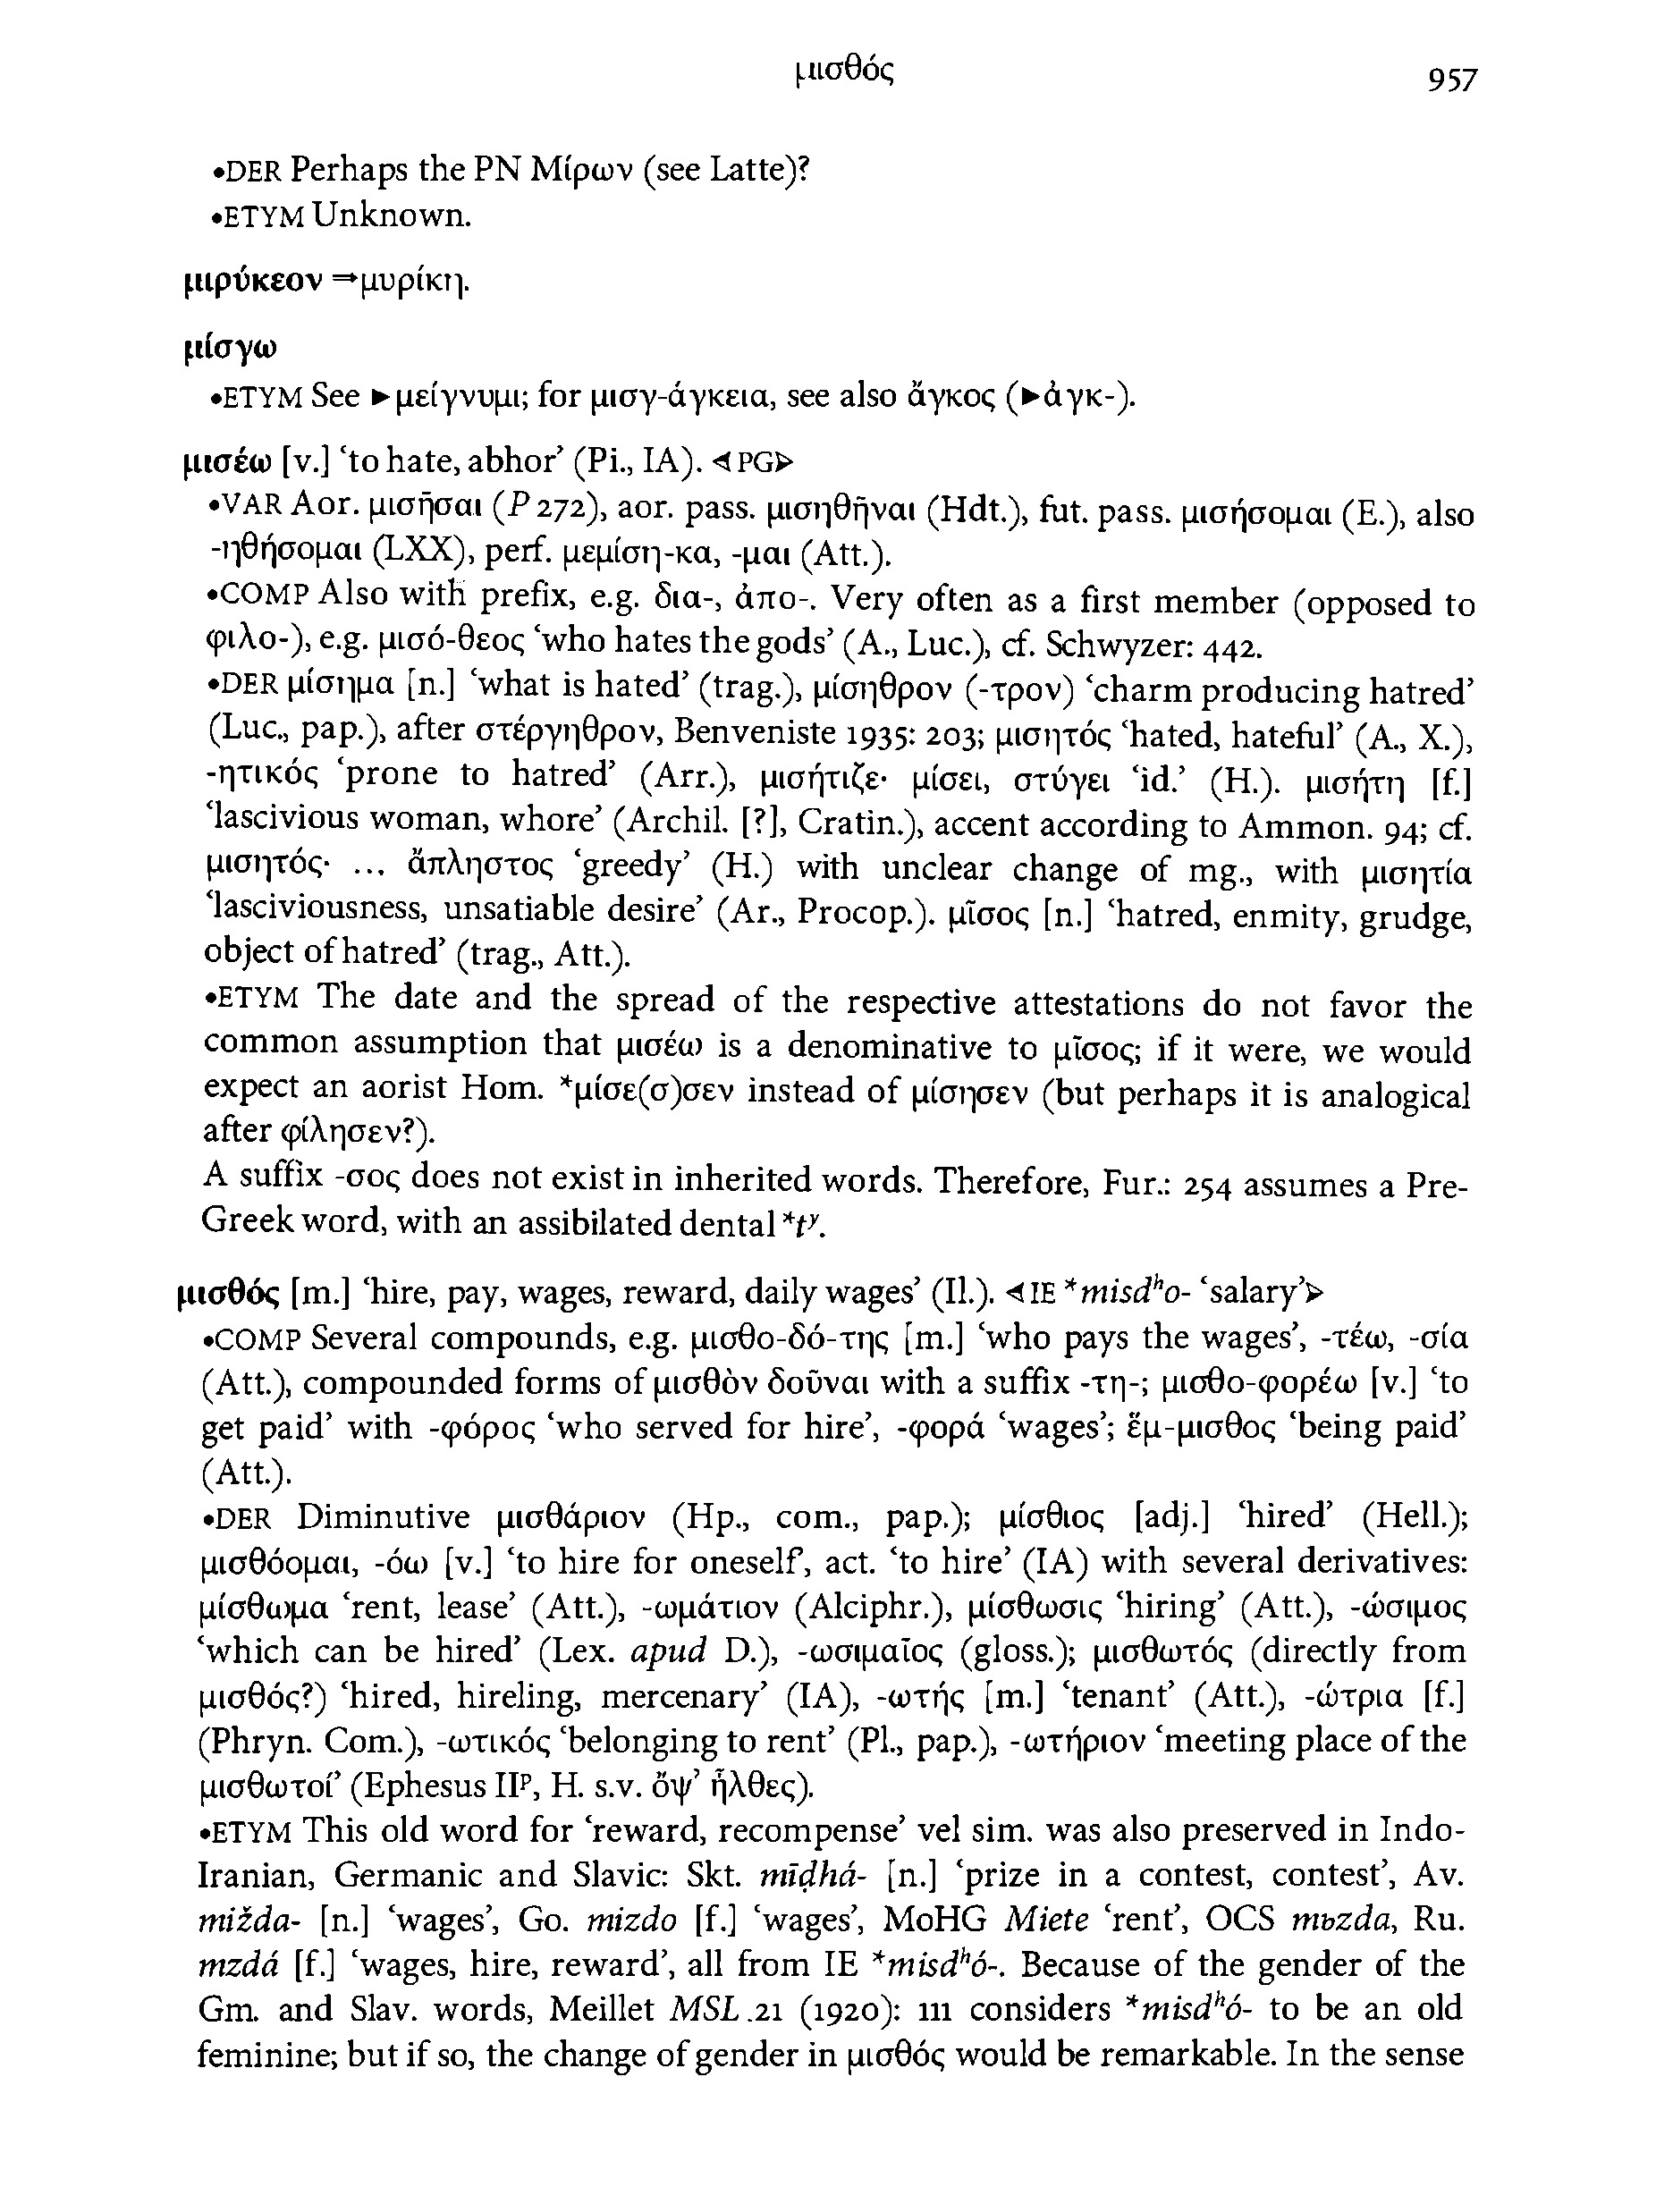 μισθός 957
•DER Perhaps the PN Μίρων (see Latte)?
•ETYM Unknown.
μιρύκεον ⇒μυρίκη.
μίσγω
•ETYM See ►μείγνυμι; for μισγ-άγκεια, see also ἄγκος (►ἀγκ-).
μισέω [v.] ‘to hate, abhor’ (Pi., IA). ◁PG▷
•VAR Aor. μισῆσαι (P 272), aor. pass. μισηθῆναι (Hdt.), fut. pass. μισήσομαι (E.), also
-ηθήσομαι (LXX), perf. μεμίση-κα, -μαι (Att.).
•COMP Also with prefix, e.g. δια-, ἀπο-. Very often as a first member (opposed to
φιλο-), e.g. μισό-θεος ‘who hates the gods’ (A., Luc.), cf. Schwyzer: 442.
•DER μίσημα [n.] ‘what is hated’ (trag.), μίσηθρον (-τρον) ‘charm producing hatred’
(Luc., pap.), after στέργηθρον, Benveniste 1935: 203; μισητός ‘hated, hateful’ (A., X.),
-ητικός ‘prone to hatred’ (Arr.), μισήτιζε· μίσει, στύγει ‘id.’ (H.). μισήτη [f.]
‘lascivious woman, whore’ (Archil. [?], Cratin.), accent according to Ammon. 94; cf.
μισητός· ... ἄπληστος ‘greedy’ (H.) with unclear change of mg., with μισητία
‘lasciviousness, unsatiable desire’ (Ar., Procop.). μῖσος [n.] ‘hatred, enmity, grudge,
object of hatred’ (trag., Att.).
•ETYM The date and the spread of the respective attestations do not favor the
common assumption that μισέω is a denominative to μῖσος; if it were, we would
expect an aorist Hom. *μίσε(σ)σεν instead of μίσησεν (but perhaps it is analogical
after φίλησεν?).
A suffix -σος does not exist in inherited words. Therefore, Fur.: 254 assumes a Pre-
Greek word, with an assibilated dental *tʸ.
μισθός [m.] ‘hire, pay, wages, reward, daily wages’ (Il.). ◁IE *misdʰo- ‘salary’▷
•COMP Several compounds, e.g. μισθο-δό-της [m.] ‘who pays the wages’, -τέω, -σία
(Att.), compounded forms of μισθὸν δοῦναι with a suffix -τη-; μισθο-φορέω [v.] ‘to
get paid’ with -φόρος ‘who served for hire’, -φορά ‘wages’; ἔμ-μισθος ‘being paid’
(Att.).
•DER Diminutive μισθάριον (Hp., com., pap.); μίσθιος [adj.] ‘hired’ (Hell.);
μισθόομαι, -όω [v.] ‘to hire for oneself’, act. ‘to hire’ (IA) with several derivatives:
μίσθωμα ‘rent, lease’ (Att.), -ωμάτιον (Alciphr.), μίσθωσις ‘hiring’ (Att.), -ώσιμος
‘which can be hired’ (Lex. apud D.), -ωσιμαῖος (gloss.); μισθωτός (directly from
μισθός?) ‘hired, hireling, mercenary’ (IA), -ωτής [m.] ‘tenant’ (Att.), -ώτρια [f.]
(Phryn. Com.), -ωτικός ‘belonging to rent’ (Pl., pap.), -ωτήριον ‘meeting place of the
μισθωτοί’ (Ephesus IIᵖ, H. s.v. ὄψ’ ἦλθες).
•ETYM This old word for ‘reward, recompense’ vel sim. was also preserved in Indo-
Iranian, Germanic and Slavic: Skt. mīḍhá- [n.] ‘prize in a contest, contest’, Av.
mižda- [n.] ‘wages’, Go. mizdo [f.] ‘wages’, MoHG Miete ‘rent’, OCS mьzda, Ru.
mzdá [f.] ‘wages, hire, reward’, all from IE *misdʰó-. Because of the gender of the
Gm. and Slav. words, Meillet MSL.21 (1920): 111 considers *misdʰó- to be an old
feminine; but if so, the change of gender in μισθός would be remarkable. In the sense